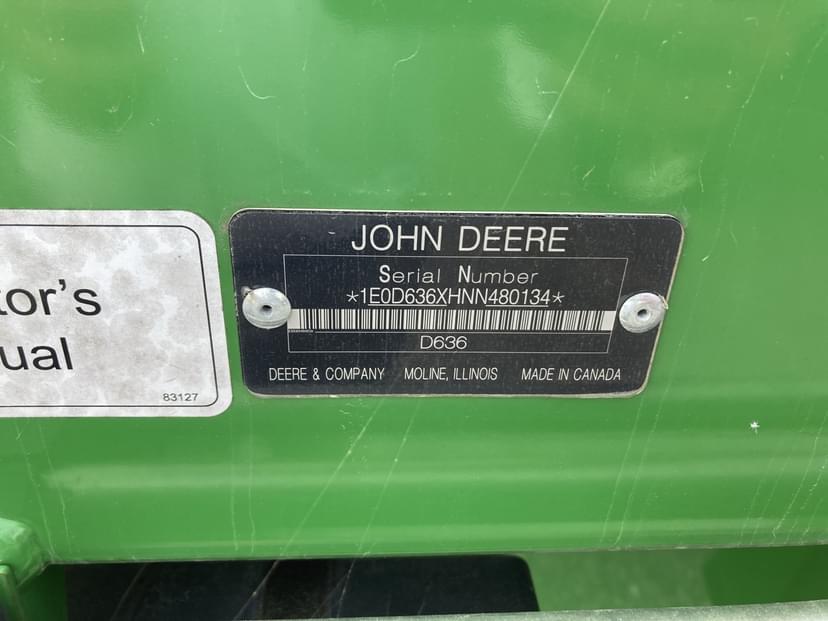 tor's
ual
83127
JOHN DEERE
Serial Number
*1E0D636XHNN480134*
D636
DEERE & COMPANY MOLINE, ILLINOIS MADE IN CANADA